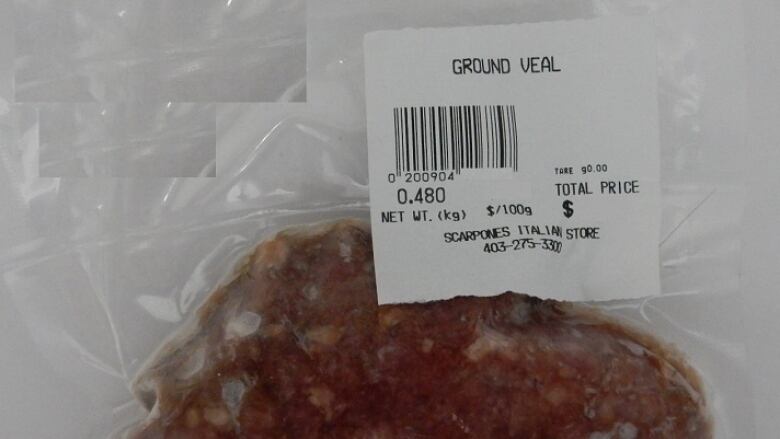 GROUND VEAL
0 200904
TARE g0.00
0.480
TOTAL PRICE
NET WT. (kg) $/100g $
SCARPONES ITALIAN STORE
403-275-3300